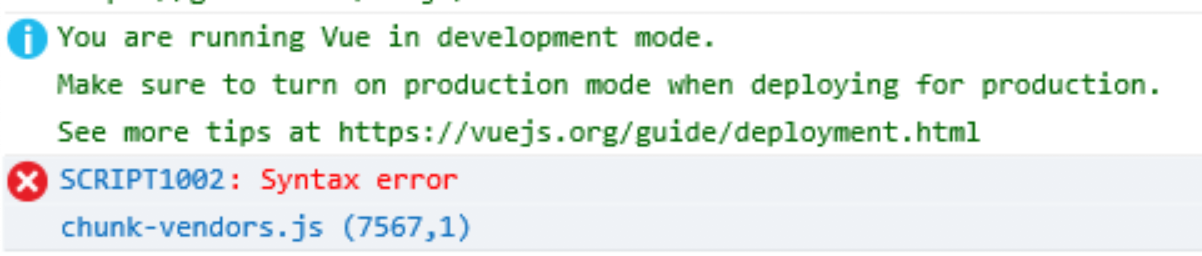 You are running Vue in development mode.
Make sure to turn on production mode when deploying for production.
See more tips at https://vuejs.org/guide/deployment.html
SCRIPT1002: Syntax error
chunk-vendors.js (7567,1)